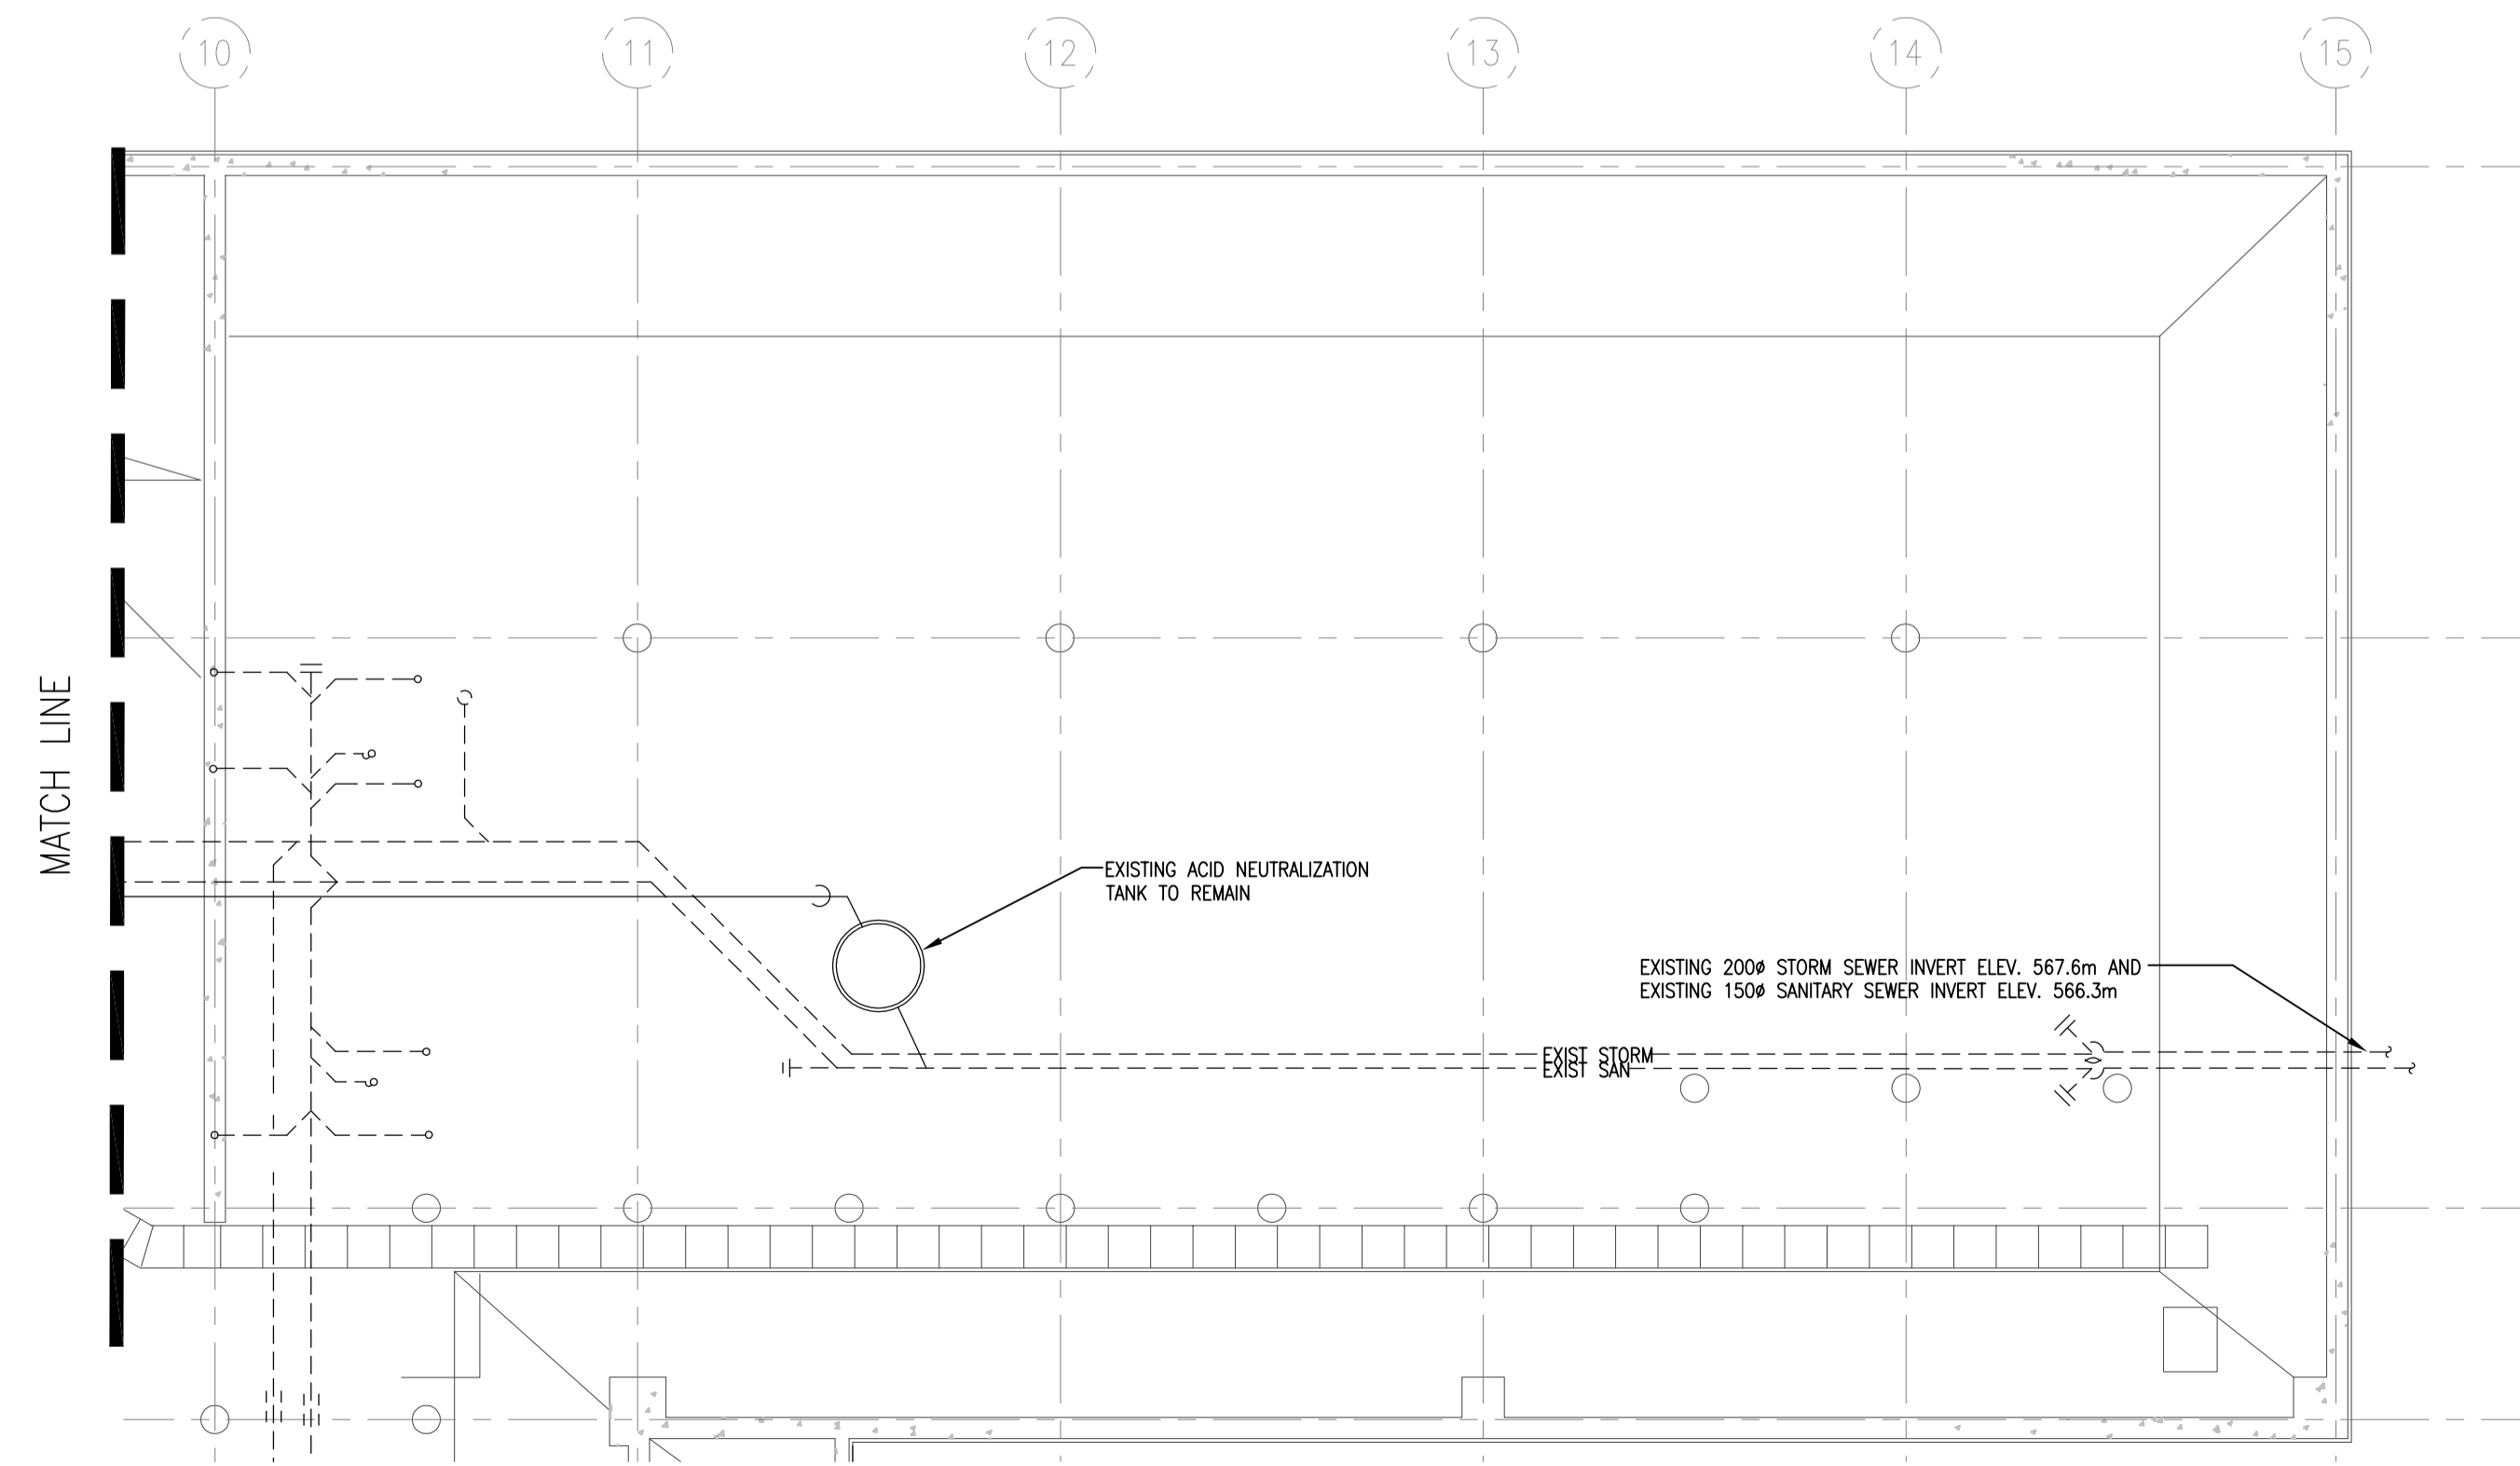 10 11 12 13 14 15
MATCH LINE
EXISTING ACID NEUTRALIZATION
TANK TO REMAIN
EXISTING 200ø STORM SEWER INVERT ELEV. 567.6m AND
EXISTING 150ø SANITARY SEWER INVERT ELEV. 566.3m
EXIST STORM
EXIST SAN